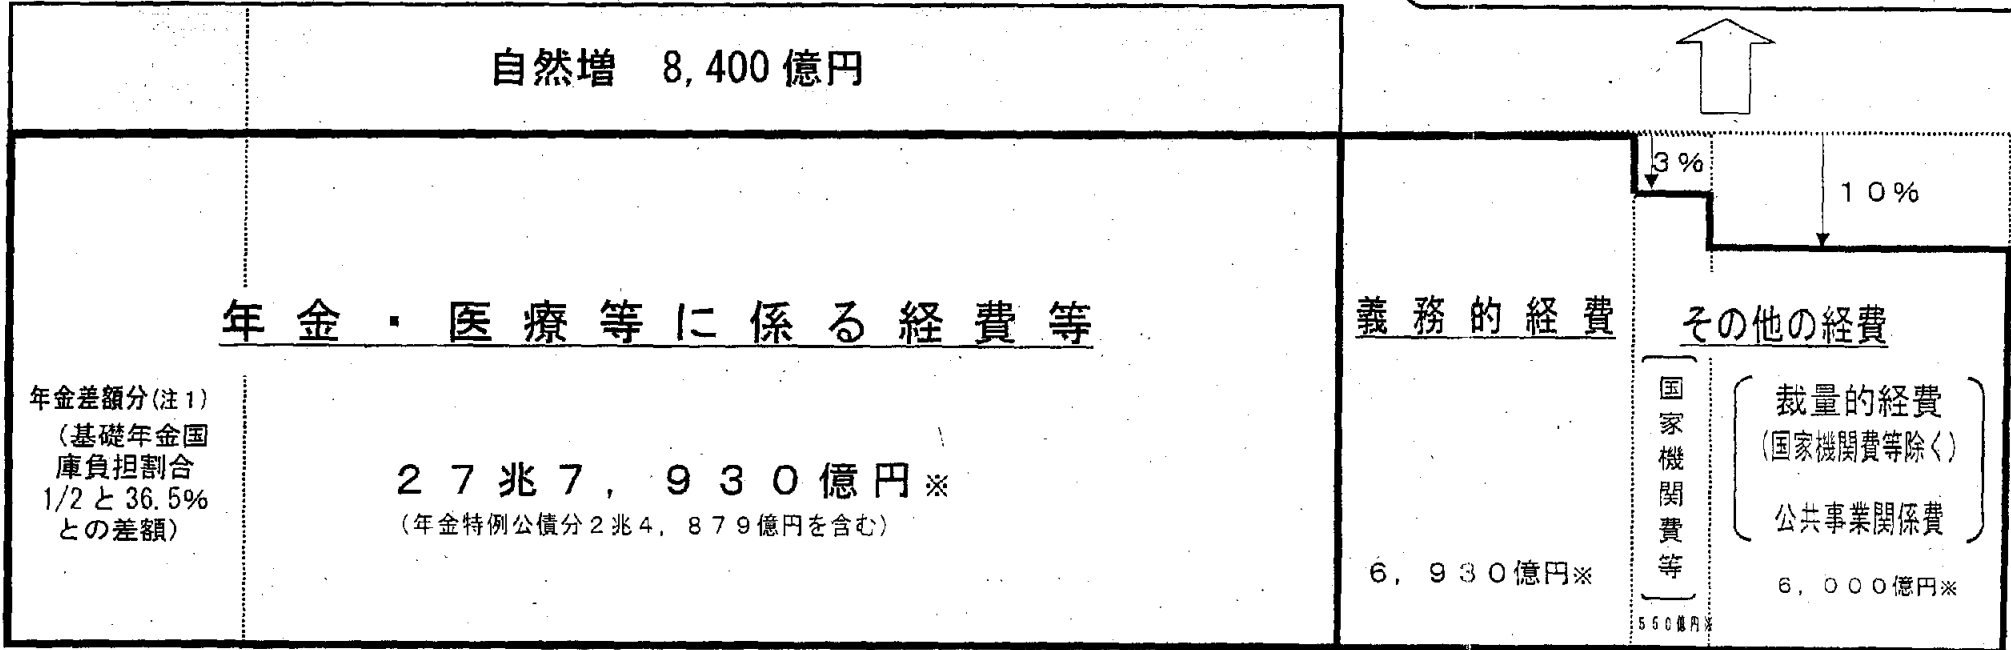 自然増 8,400億円
3%
10%
年金・医療等に係る経費等
義務的経費
その他の経費
年金差額分(注1)
(基礎年金国
庫負担割合
1/2と36.5%
との差額)
27兆7,930億円※
(年金特例公債分2兆4,879億円を含む)
6,930億円※
国家機関費等
550億円※
裁量的経費
(国家機関費等除く)
公共事業関係費
6,000億円※